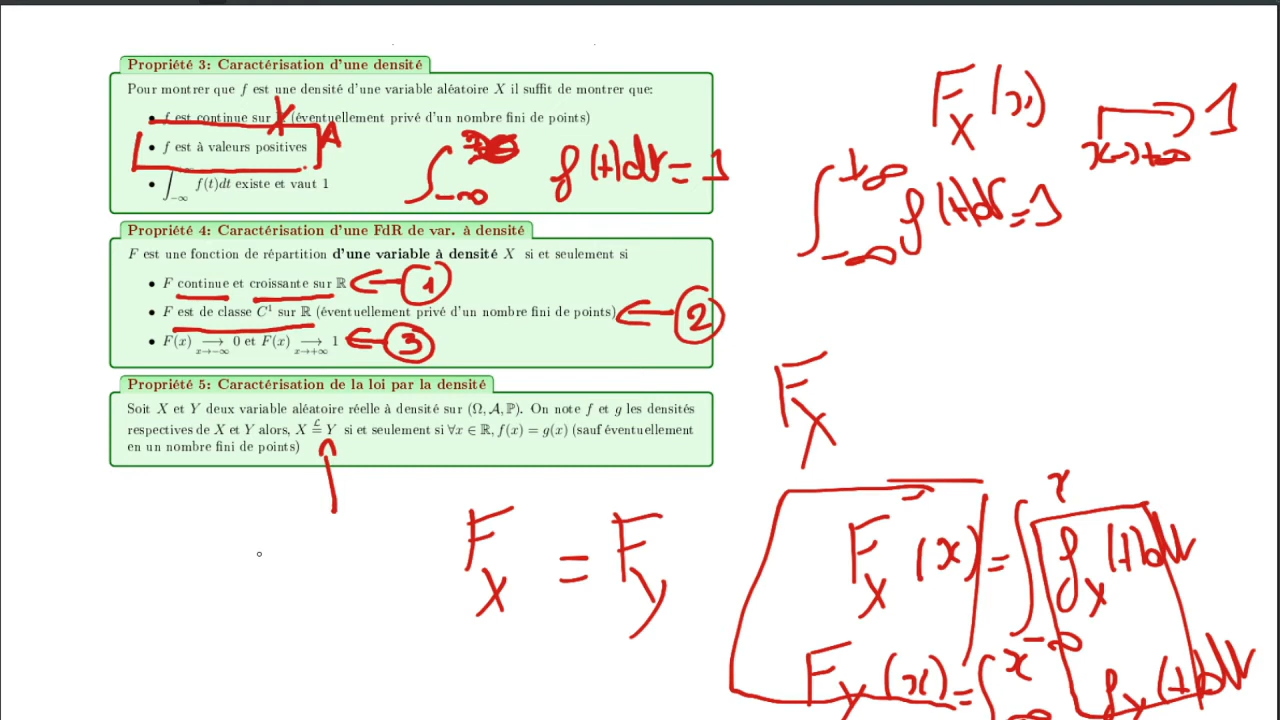 Propriété 3: Caractérisation d'une densité
Pour montrer que f est une densité d'une variable aléatoire X il suffit de montrer que:
• f est continue sur (éventuellement privé d'un nombre fini de points)
• f est à valeurs positives
A
• ∫_{-∞} f(t)dt existe et vaut 1
∫_{-∞} f(t)dt = 1
F_X(x) → 1
x→+∞
∫_{-∞}^{+∞} f(t)dt = 1
Propriété 4: Caractérisation d'une FdR de var. à densité
F est une fonction de répartition d'une variable à densité X si et seulement si
• F continue et croissante sur ℝ
1
• F est de classe C¹ sur ℝ (éventuellement privé d'un nombre fini de points)
2
• F(x) →_{x→-∞} 0 et F(x) →_{x→+∞} 1
3
Propriété 5: Caractérisation de la loi par la densité
Soit X et Y deux variable aléatoire réelle à densité sur (Ω, 𝒜, ℙ). On note f et g les densités
respectives de X et Y alors, X =^ℒ Y si et seulement si ∀x ∈ ℝ, f(x) = g(x) (sauf éventuellement
en un nombre fini de points)
F_X
F_X = F_Y
F_X(x) = ∫_{-∞}^{x} f_X(t)dt
F_Y(x) = ∫_{-∞}^{x} f_Y(t)dt